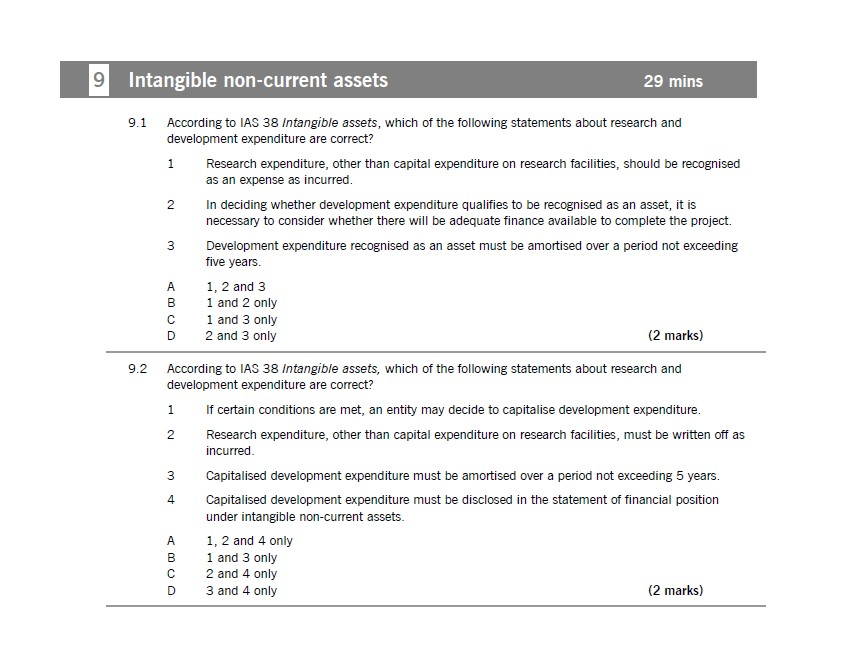 9 Intangible non-current assets 29 mins
9.1 According to IAS 38 Intangible assets, which of the following statements about research and
development expenditure are correct?
1 Research expenditure, other than capital expenditure on research facilities, should be recognised
as an expense as incurred.
2 In deciding whether development expenditure qualifies to be recognised as an asset, it is
necessary to consider whether there will be adequate finance available to complete the project.
3 Development expenditure recognised as an asset must be amortised over a period not exceeding
five years.
A 1, 2 and 3
B 1 and 2 only
C 1 and 3 only
D 2 and 3 only (2 marks)
9.2 According to IAS 38 Intangible assets, which of the following statements about research and
development expenditure are correct?
1 If certain conditions are met, an entity may decide to capitalise development expenditure.
2 Research expenditure, other than capital expenditure on research facilities, must be written off as
incurred.
3 Capitalised development expenditure must be amortised over a period not exceeding 5 years.
4 Capitalised development expenditure must be disclosed in the statement of financial position
under intangible non-current assets.
A 1, 2 and 4 only
B 1 and 3 only
C 2 and 4 only
D 3 and 4 only (2 marks)